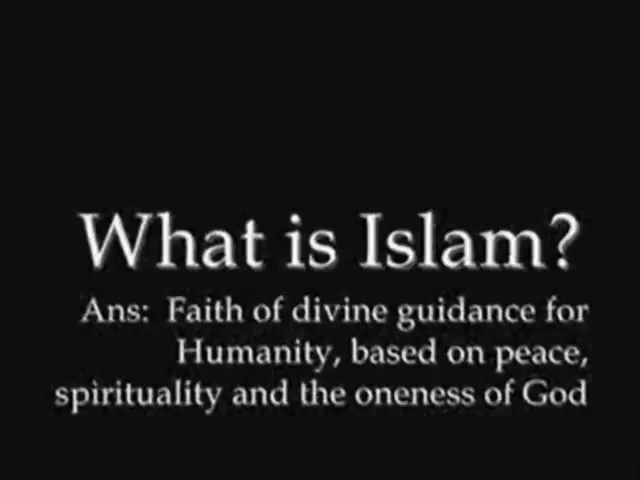 What is Islam?
Ans: Faith of divine guidance for
Humanity, based on peace,
spirituality and the oneness of God